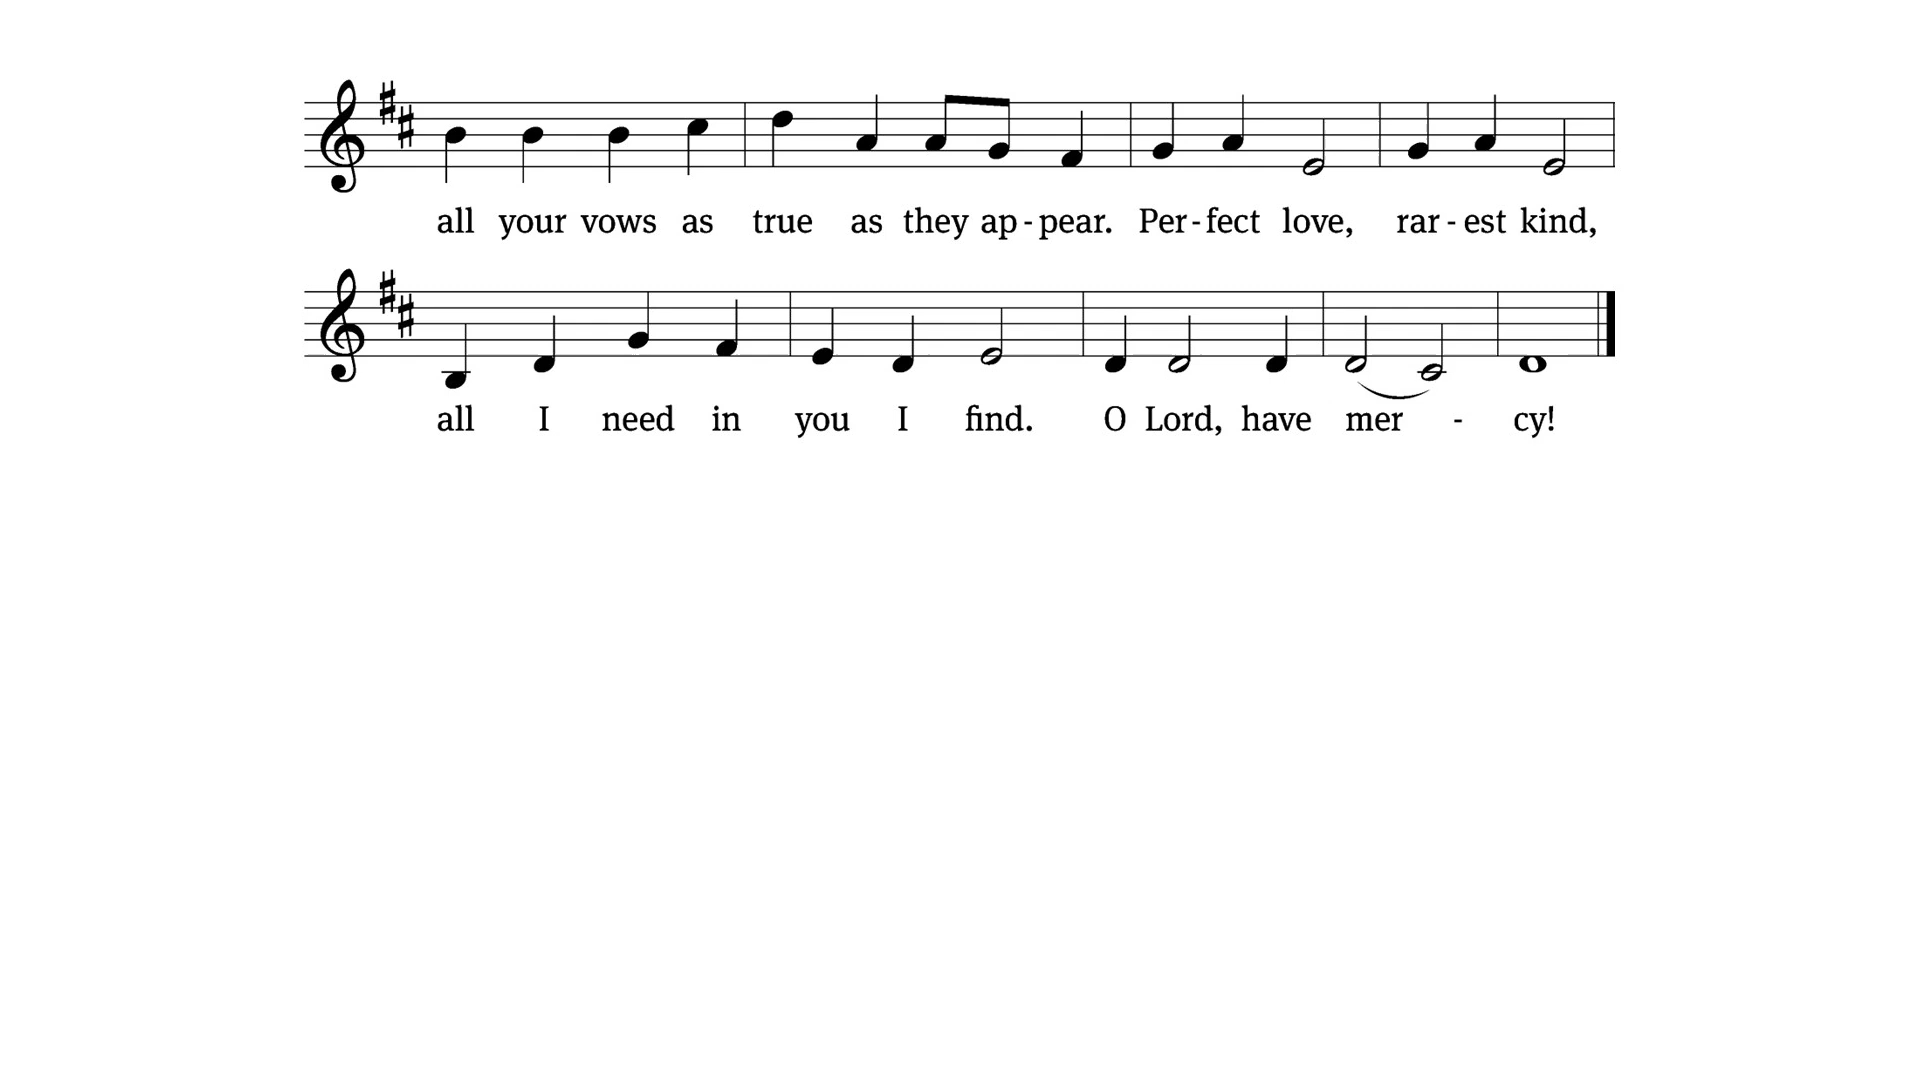 all your vows as true as they ap - pear. Per - fect love, rar - est kind,
all I need in you I find. O Lord, have mer - cy!